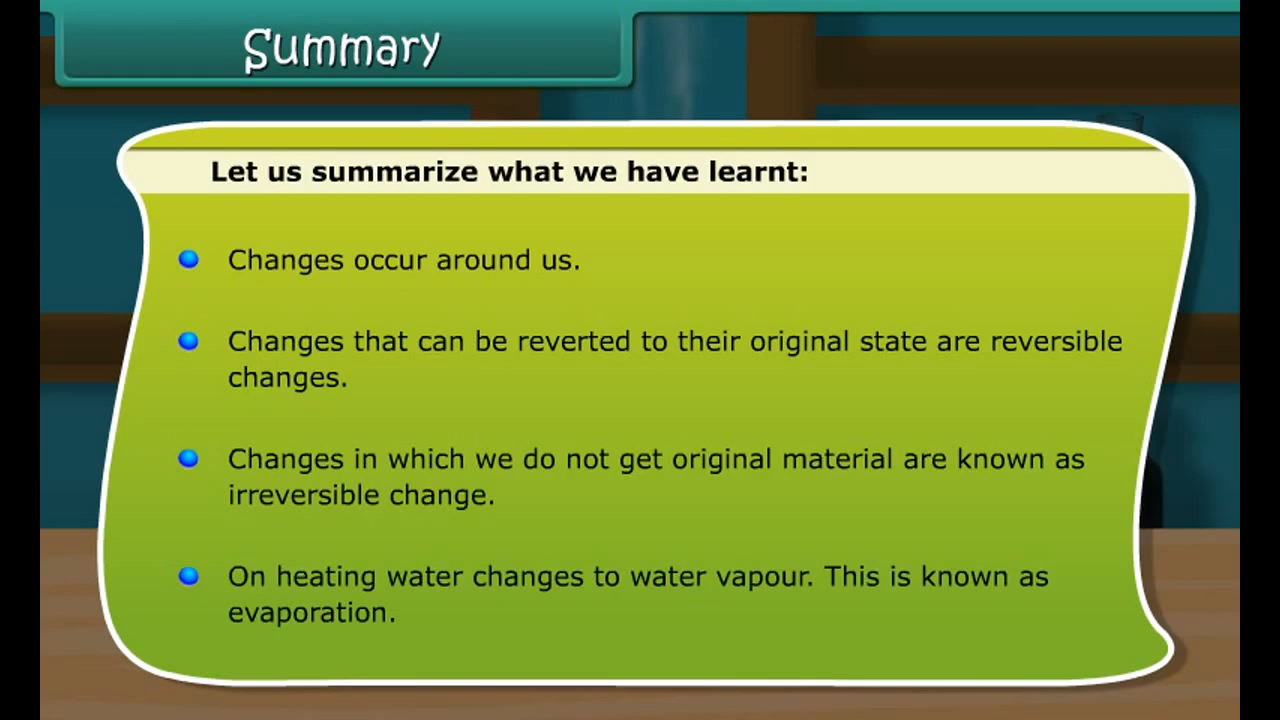 Summary
Let us summarize what we have learnt:
Changes occur around us.
Changes that can be reverted to their original state are reversible
changes.
Changes in which we do not get original material are known as
irreversible change.
On heating water changes to water vapour. This is known as
evaporation.